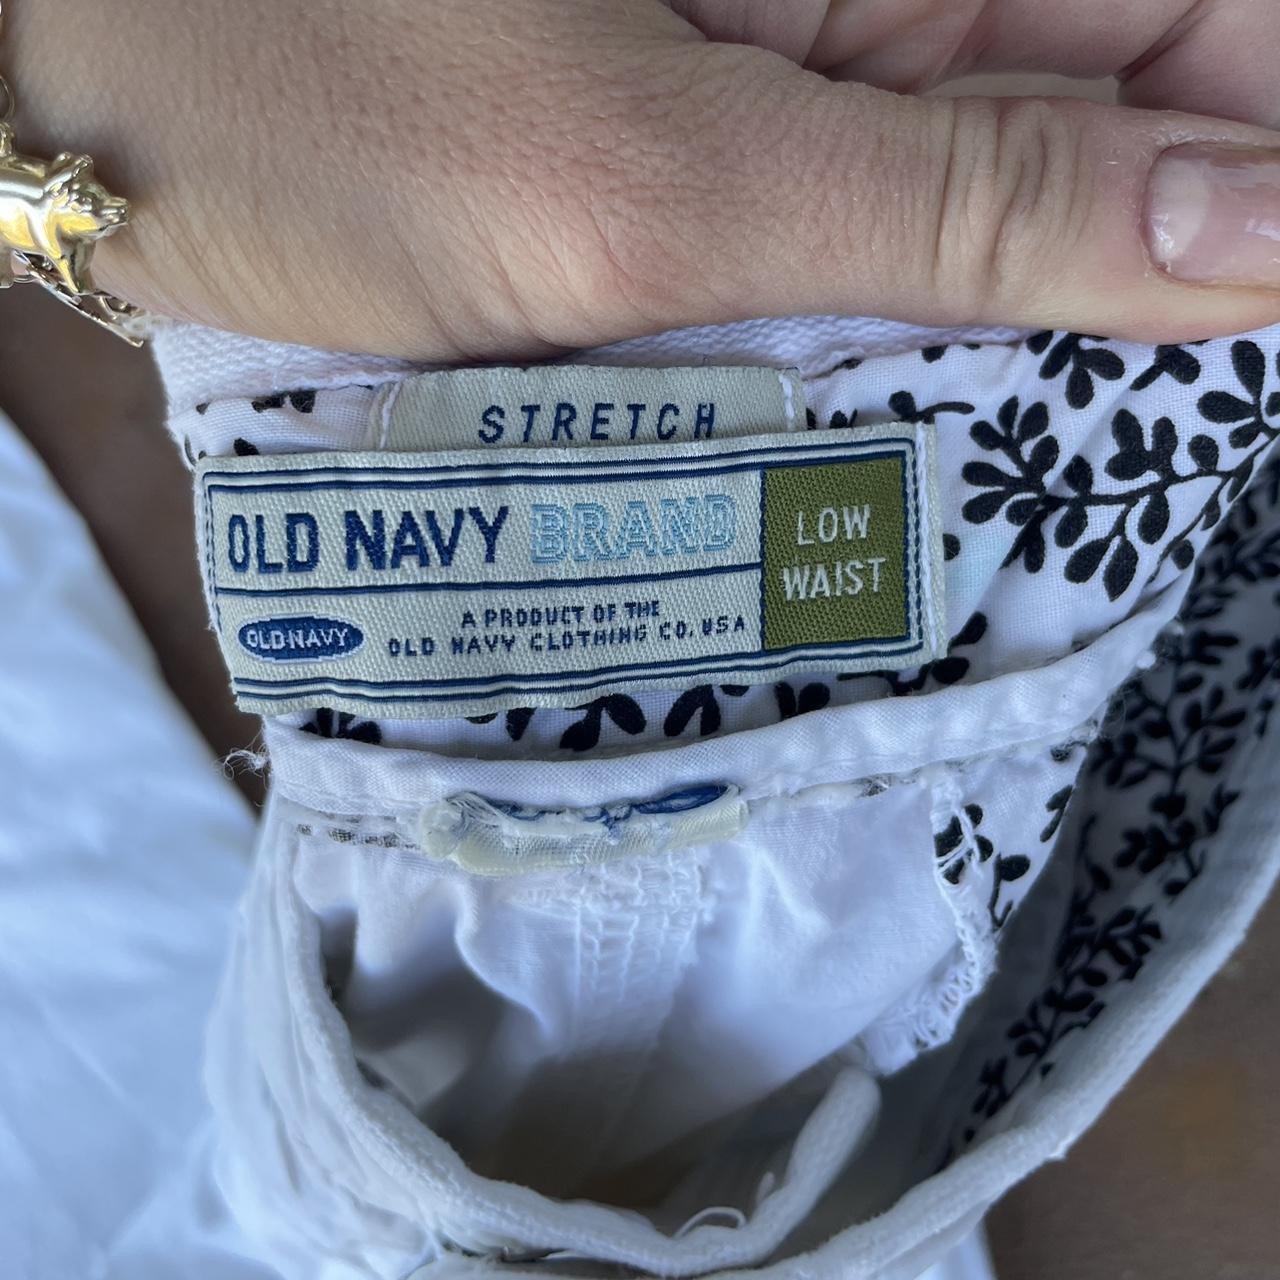 STRETCH
OLD NAVY BRAND
LOW
WAIST
OLD NAVY
A PRODUCT OF THE
OLD NAVY CLOTHING CO. USA